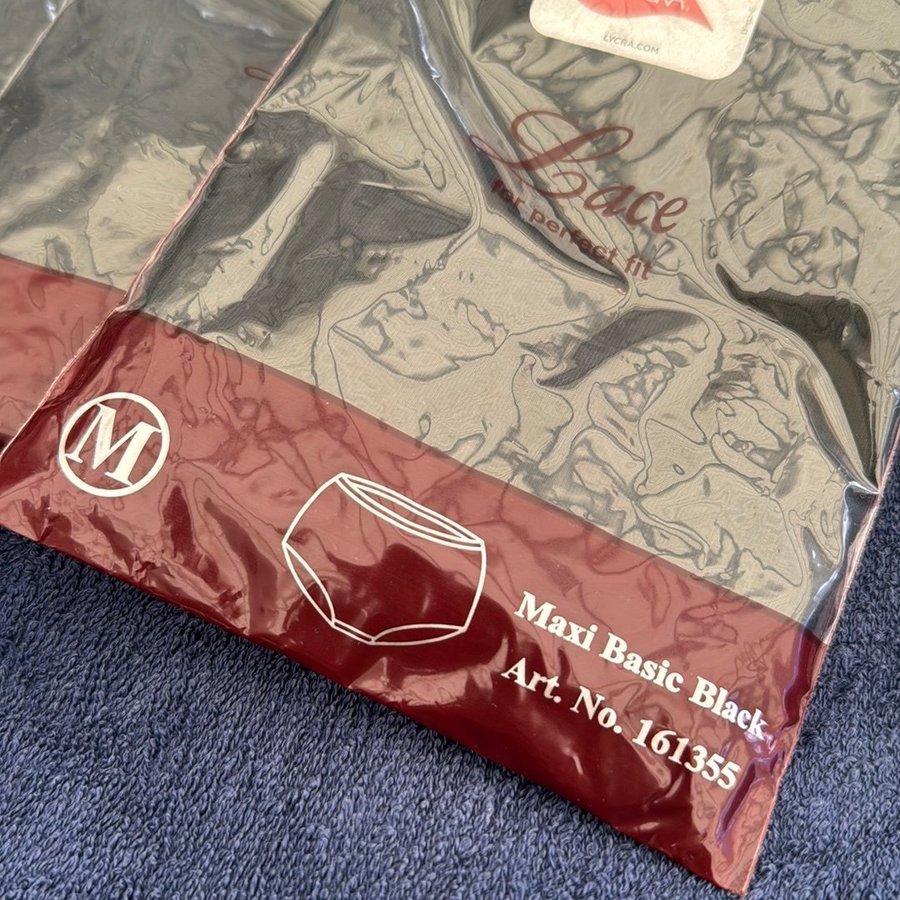 LYCRA.COM
Lace
for perfect fit
M
Maxi Basic Black
Art. No. 161355